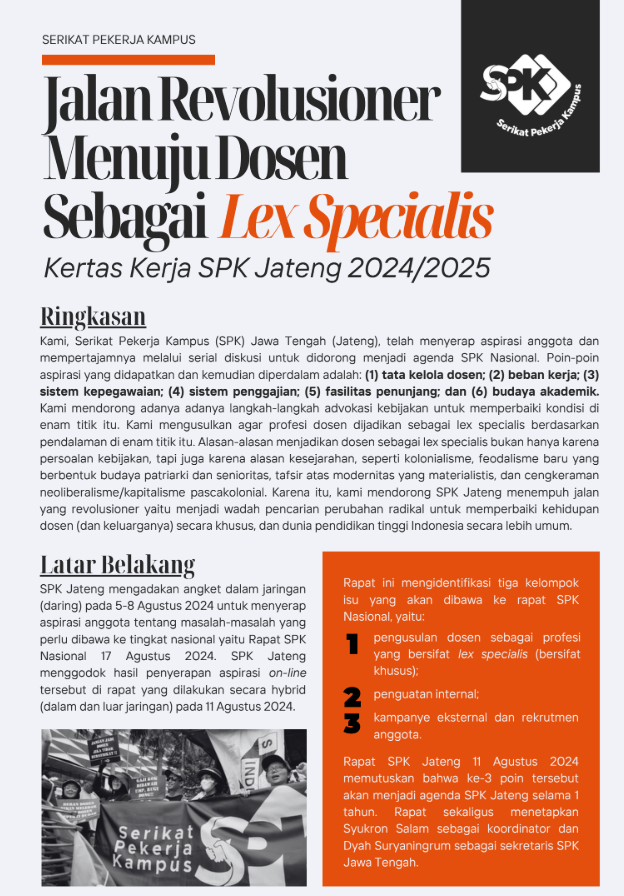 SERIKAT PEKERJA KAMPUS
SPK
Serikat Pekerja Kampus
Jalan Revolusioner
Menuju Dosen
Sebagai Lex Specialis
Kertas Kerja SPK Jateng 2024/2025
Ringkasan
Kami, Serikat Pekerja Kampus (SPK) Jawa Tengah (Jateng), telah menyerap aspirasi anggota dan
mempertajamnya melalui serial diskusi untuk didorong menjadi agenda SPK Nasional. Poin-poin
aspirasi yang didapatkan dan kemudian diperdalam adalah: (1) tata kelola dosen; (2) beban kerja; (3)
sistem kepegawaian; (4) sistem penggajian; (5) fasilitas penunjang; dan (6) budaya akademik.
Kami mendorong adanya adanya langkah-langkah advokasi kebijakan untuk memperbaiki kondisi di
enam titik itu. Kami mengusulkan agar profesi dosen dijadikan sebagai lex specialis berdasarkan
pendalaman di enam titik itu. Alasan-alasan menjadikan dosen sebagai lex specialis bukan hanya karena
persoalan kebijakan, tapi juga karena alasan kesejarahan, seperti kolonialisme, feodalisme baru yang
berbentuk budaya patriarki dan senioritas, tafsir atas modernitas yang materialistis, dan cengkeraman
neoliberalisme/kapitalisme pascakolonial. Karena itu, kami mendorong SPK Jateng menempuh jalan
yang revolusioner yaitu menjadi wadah pencarian perubahan radikal untuk memperbaiki kehidupan
dosen (dan keluarganya) secara khusus, dan dunia pendidikan tinggi Indonesia secara lebih umum.
Latar Belakang
SPK Jateng mengadakan angket dalam jaringan
(daring) pada 5-8 Agustus 2024 untuk menyerap
aspirasi anggota tentang masalah-masalah yang
perlu dibawa ke tingkat nasional yaitu Rapat SPK
Nasional 17 Agustus 2024. SPK Jateng
menggodok hasil penyerapan aspirasi on-line
tersebut di rapat yang dilakukan secara hybrid
(dalam dan luar jaringan) pada 11 Agustus 2024.
Serikat
Pekerja
Kampus
Rapat ini mengidentifikasi tiga kelompok
isu yang akan dibawa ke rapat SPK
Nasional, yaitu:
1 pengusulan dosen sebagai profesi
yang bersifat lex specialis (bersifat
khusus);
2 penguatan internal;
3 kampanye eksternal dan rekrutmen
anggota.
Rapat SPK Jateng 11 Agustus 2024
memutuskan bahwa ke-3 poin tersebut
akan menjadi agenda SPK Jateng selama 1
tahun. Rapat sekaligus menetapkan
Syukron Salam sebagai koordinator dan
Dyah Suryaningrum sebagai sekretaris SPK
Jawa Tengah.